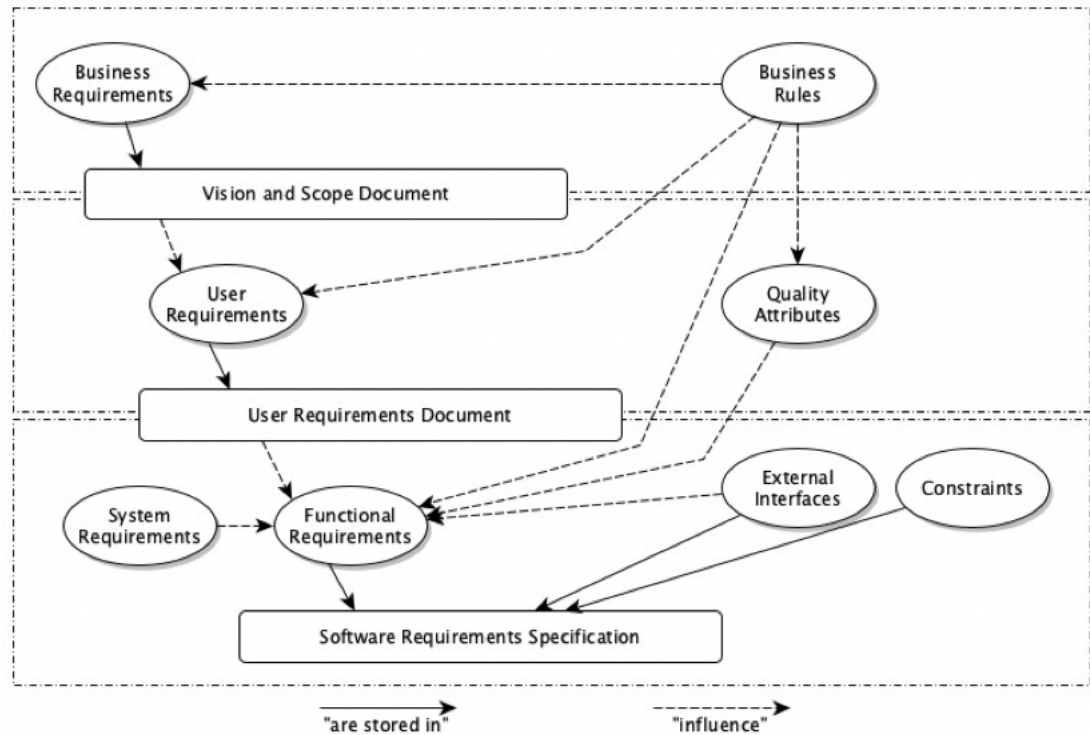 Business
Requirements
Business
Rules
Vision and Scope Document
User
Requirements
Quality
Attributes
User Requirements Document
System
Requirements
Functional
Requirements
External
Interfaces
Constraints
Software Requirements Specification
"are stored in"
"influence"